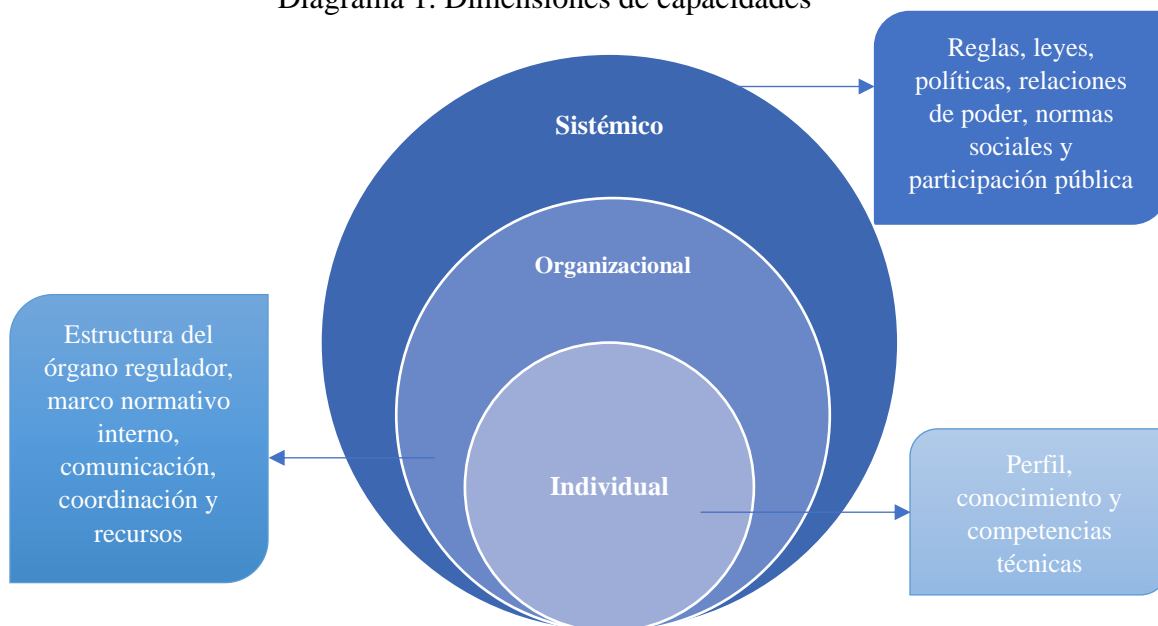 Diagrama 1. Dimensiones de capacidades
Reglas, leyes,
políticas, relaciones
de poder, normas
sociales y
participación pública
Sistémico
Organizacional
Estructura del
órgano regulador,
marco normativo
interno,
comunicación,
coordinación y
recursos
Individual
Perfil,
conocimiento y
competencias
técnicas